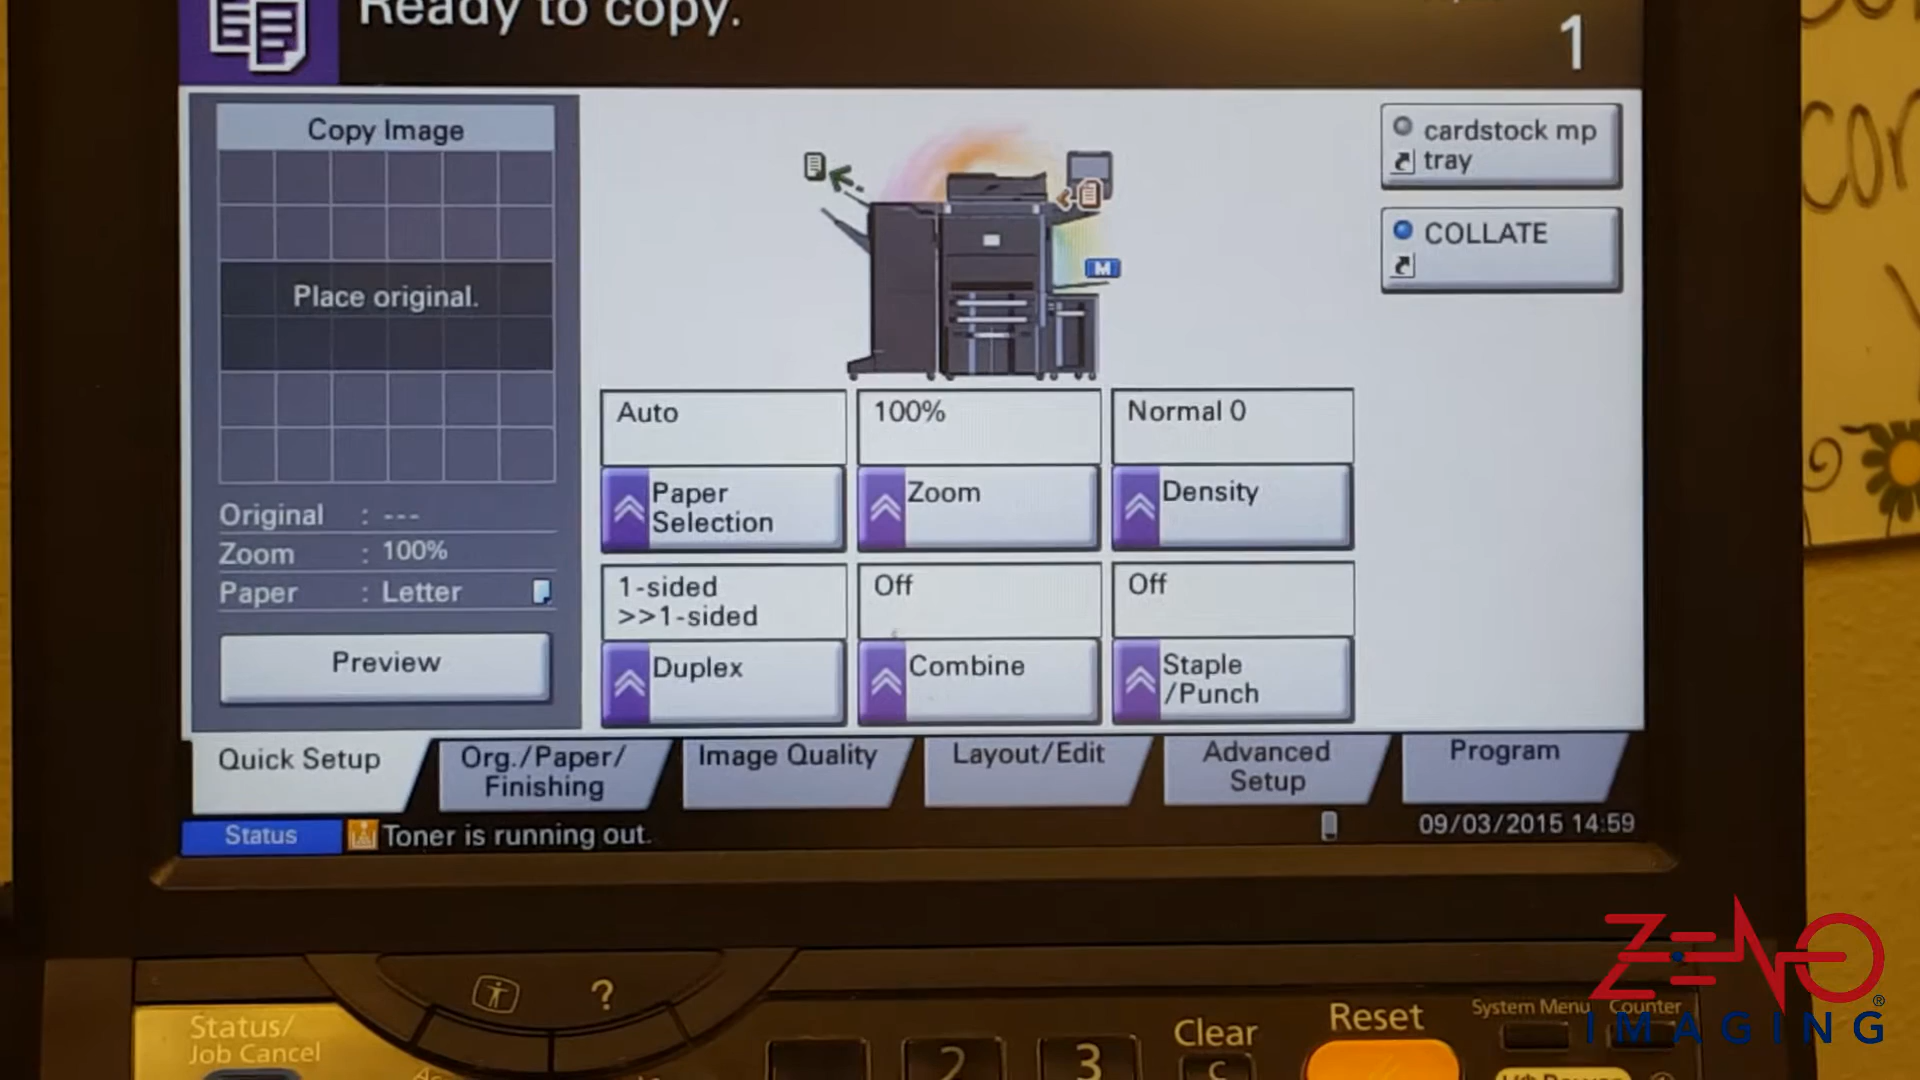 Ready to copy.
1
Copy Image
Place original.
Original : ---
Zoom : 100%
Paper : Letter
Preview
cardstock mp
tray
COLLATE
M
Auto
Paper
Selection
100%
Zoom
Normal 0
Density
1-sided
>>1-sided
Duplex
Off
Combine
Off
Staple
/Punch
Quick Setup
Org./Paper/
Finishing
Image Quality
Layout/Edit
Advanced
Setup
Program
Status
Toner is running out.
09/03/2015 14:59
?
Status/
Job Cancel
2
3
Clear
C
Reset
System Menu
Counter
ZENO
IMAGING®